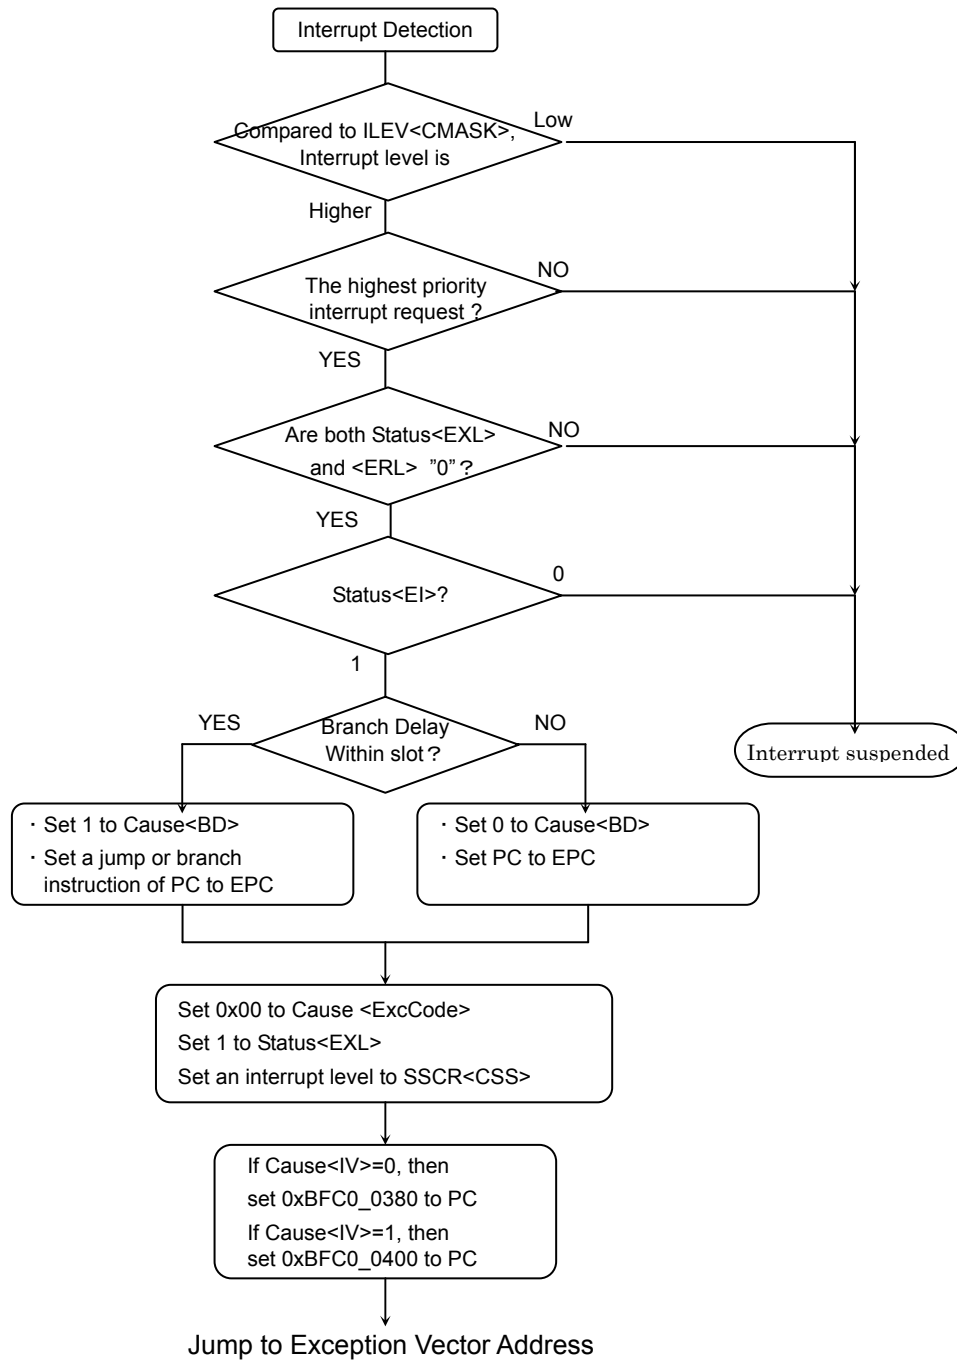 Interrupt Detection
Compared to ILEV<CMASK>,
Interrupt level is
Low
Higher
The highest priority
interrupt request ?
NO
YES
Are both Status<EXL>
and <ERL> ”0”?
NO
YES
Status<EI>?
0
1
Branch Delay
Within slot?
YES
NO
Interrupt suspended
・ Set 1 to Cause<BD>
・ Set a jump or branch
instruction of PC to EPC
・ Set 0 to Cause<BD>
・ Set PC to EPC
Set 0x00 to Cause <ExcCode>
Set 1 to Status<EXL>
Set an interrupt level to SSCR<CSS>
If Cause<IV>=0, then
set 0xBFC0_0380 to PC
If Cause<IV>=1, then
set 0xBFC0_0400 to PC
Jump to Exception Vector Address